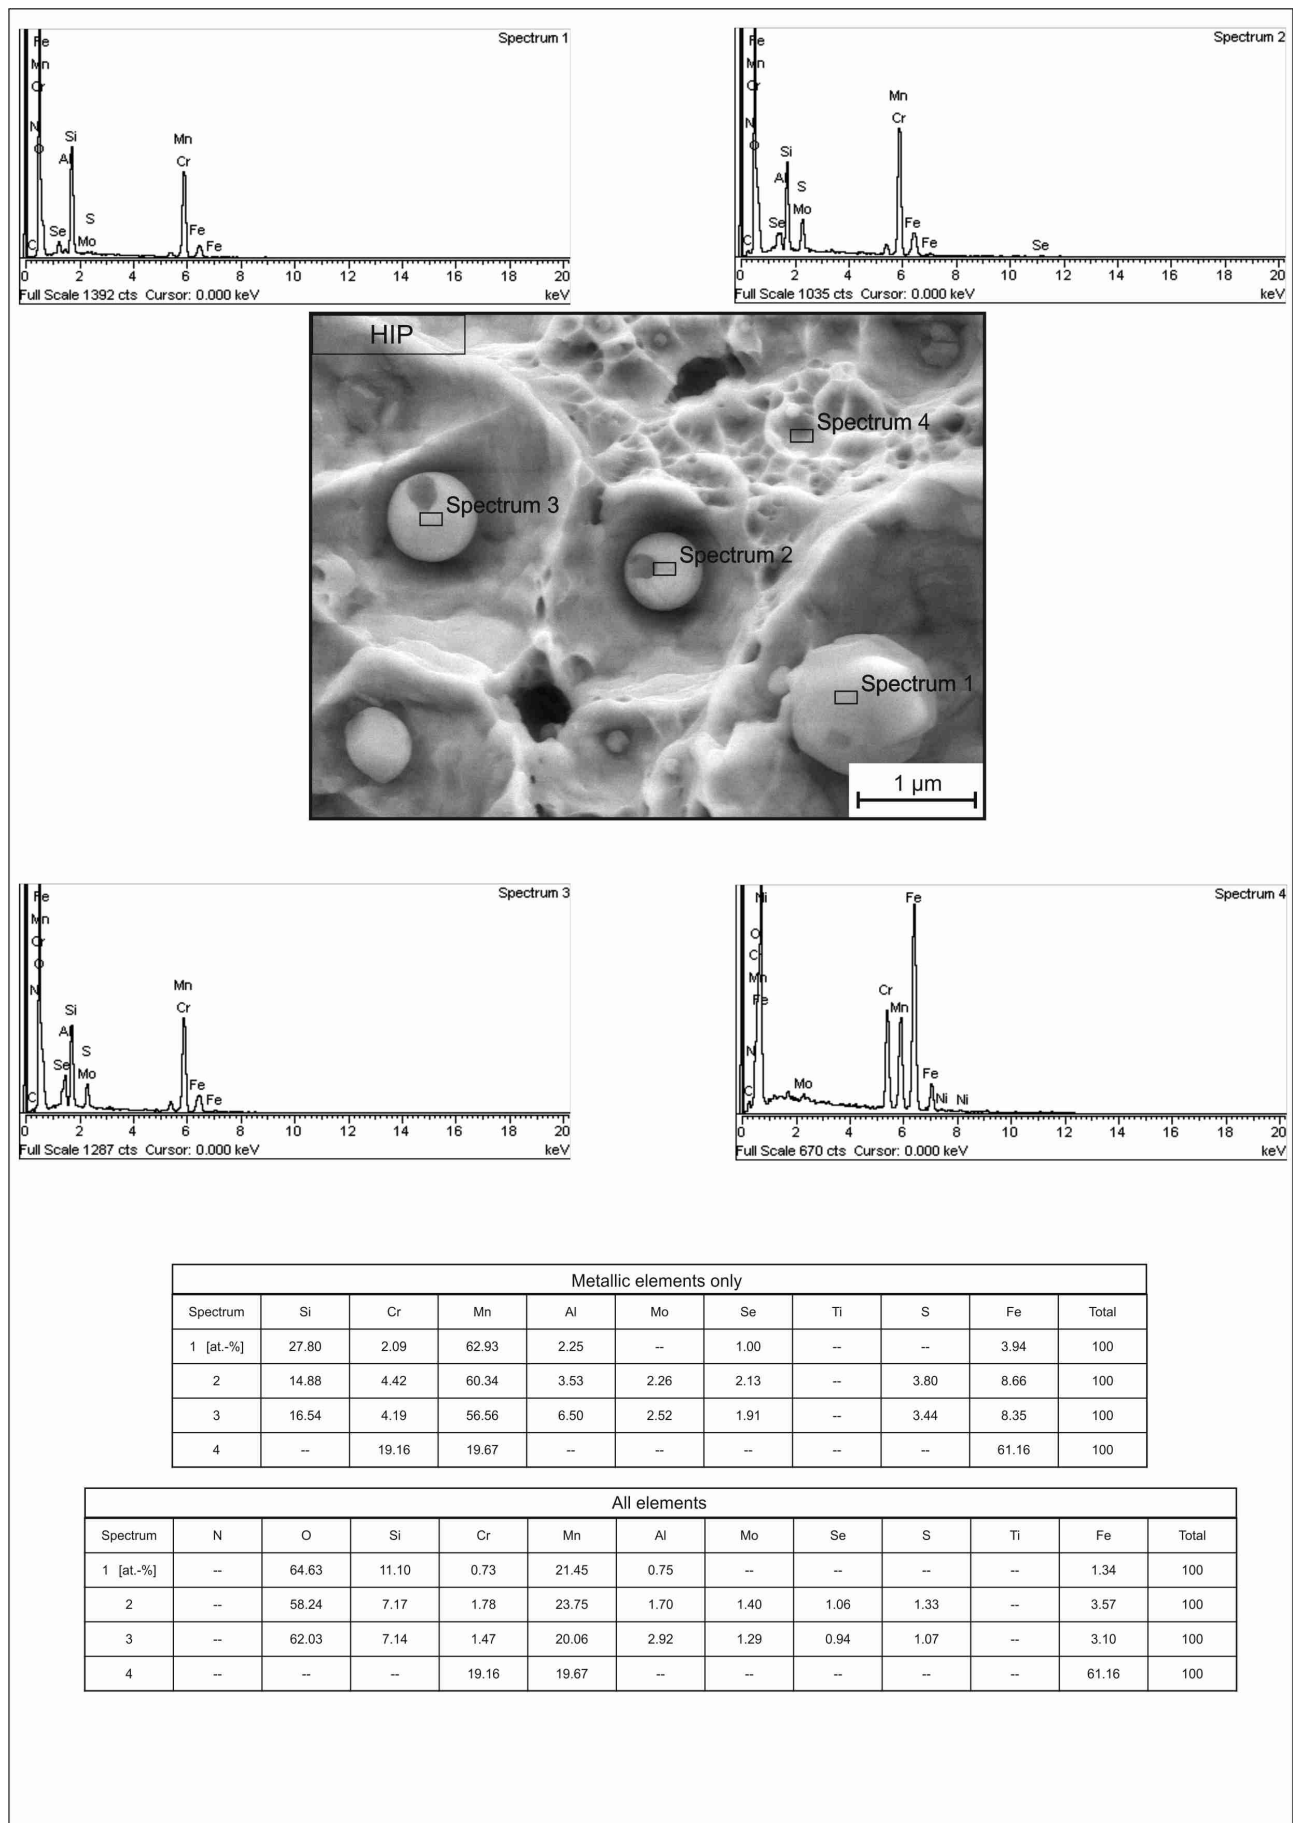 Spectrum 1
Fe
Mn
Cr
N
O
Si
Al
S
Se
Mo
C
Mn
Cr
Fe
Fe
0 2 4 6 8 10 12 14 16 18 20
Full Scale 1392 cts Cursor: 0.000 keV keV
Spectrum 2
Fe
Mn
Cr
N
O
Si
Al
S
Se
Mo
C
Mn
Cr
Fe
Fe
Se
0 2 4 6 8 10 12 14 16 18 20
Full Scale 1035 cts Cursor: 0.000 keV keV
HIP
Spectrum 4
Spectrum 3
Spectrum 2
Spectrum 1
1 µm
Spectrum 3
Fe
Mn
Cr
O
N
Si
Al
S
Se
Mo
C
Mn
Cr
Fe
Fe
0 2 4 6 8 10 12 14 16 18 20
Full Scale 1287 cts Cursor: 0.000 keV keV
Spectrum 4
Ni
O
Mn
Fe
N
C
Mo
Cr
Mn
Fe
Fe
Ni Ni
0 2 4 6 8 10 12 14 16 18 20
Full Scale 670 cts Cursor: 0.000 keV keV
Metallic elements only
Spectrum Si Cr Mn Al Mo Se Ti S Fe Total
1 [at.-%] 27.80 2.09 62.93 2.25 -- 1.00 -- -- 3.94 100
2 14.88 4.42 60.34 3.53 2.26 2.13 -- 3.80 8.66 100
3 16.54 4.19 56.56 6.50 2.52 1.91 -- 3.44 8.35 100
4 -- 19.16 19.67 -- -- -- -- -- 61.16 100
All elements
Spectrum N O Si Cr Mn Al Mo Se S Ti Fe Total
1 [at.-%] -- 64.63 11.10 0.73 21.45 0.75 -- -- -- -- 1.34 100
2 -- 58.24 7.17 1.78 23.75 1.70 1.40 1.06 1.33 -- 3.57 100
3 -- 62.03 7.14 1.47 20.06 2.92 1.29 0.94 1.07 -- 3.10 100
4 -- -- -- 19.16 19.67 -- -- -- -- -- 61.16 100